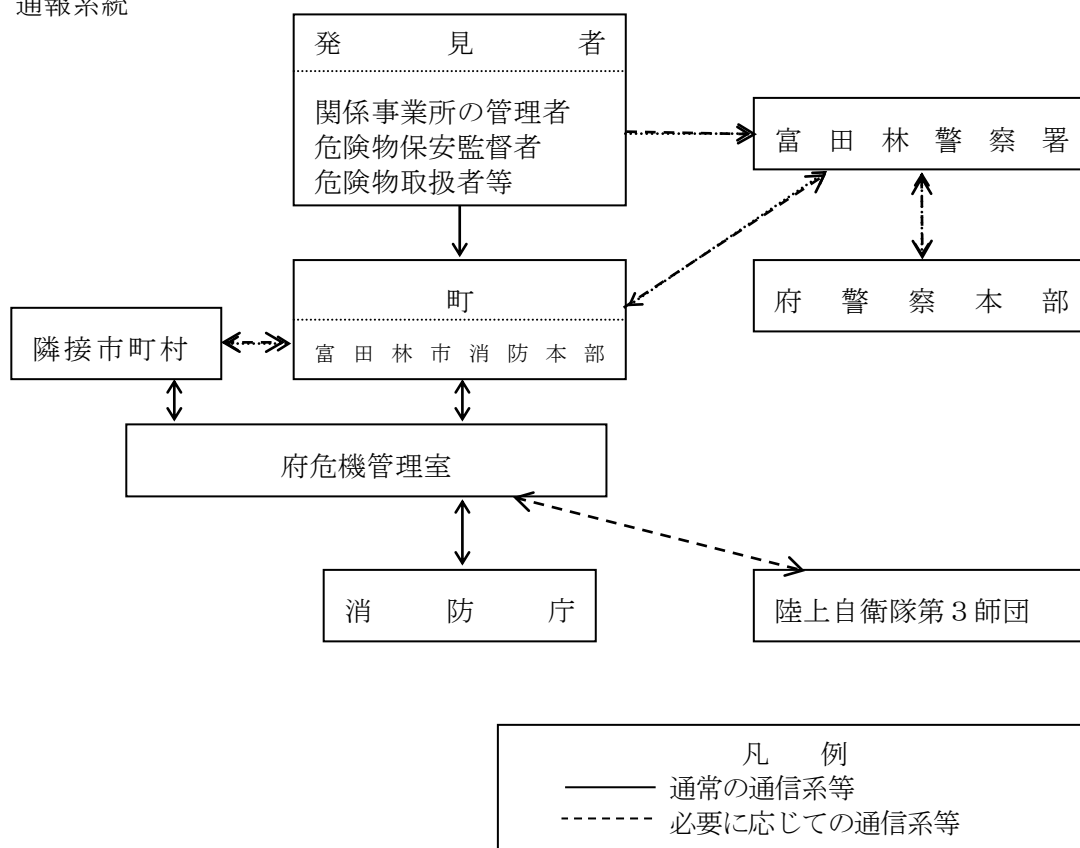 通報系統
発見者
関係事業所の管理者
危険物保安監督者
危険物取扱者等
富田林警察署
町
富田林市消防本部
府警察本部
隣接市町村
府危機管理室
消防庁
陸上自衛隊第3師団
凡例
通常の通信系等
必要に応じての通信系等